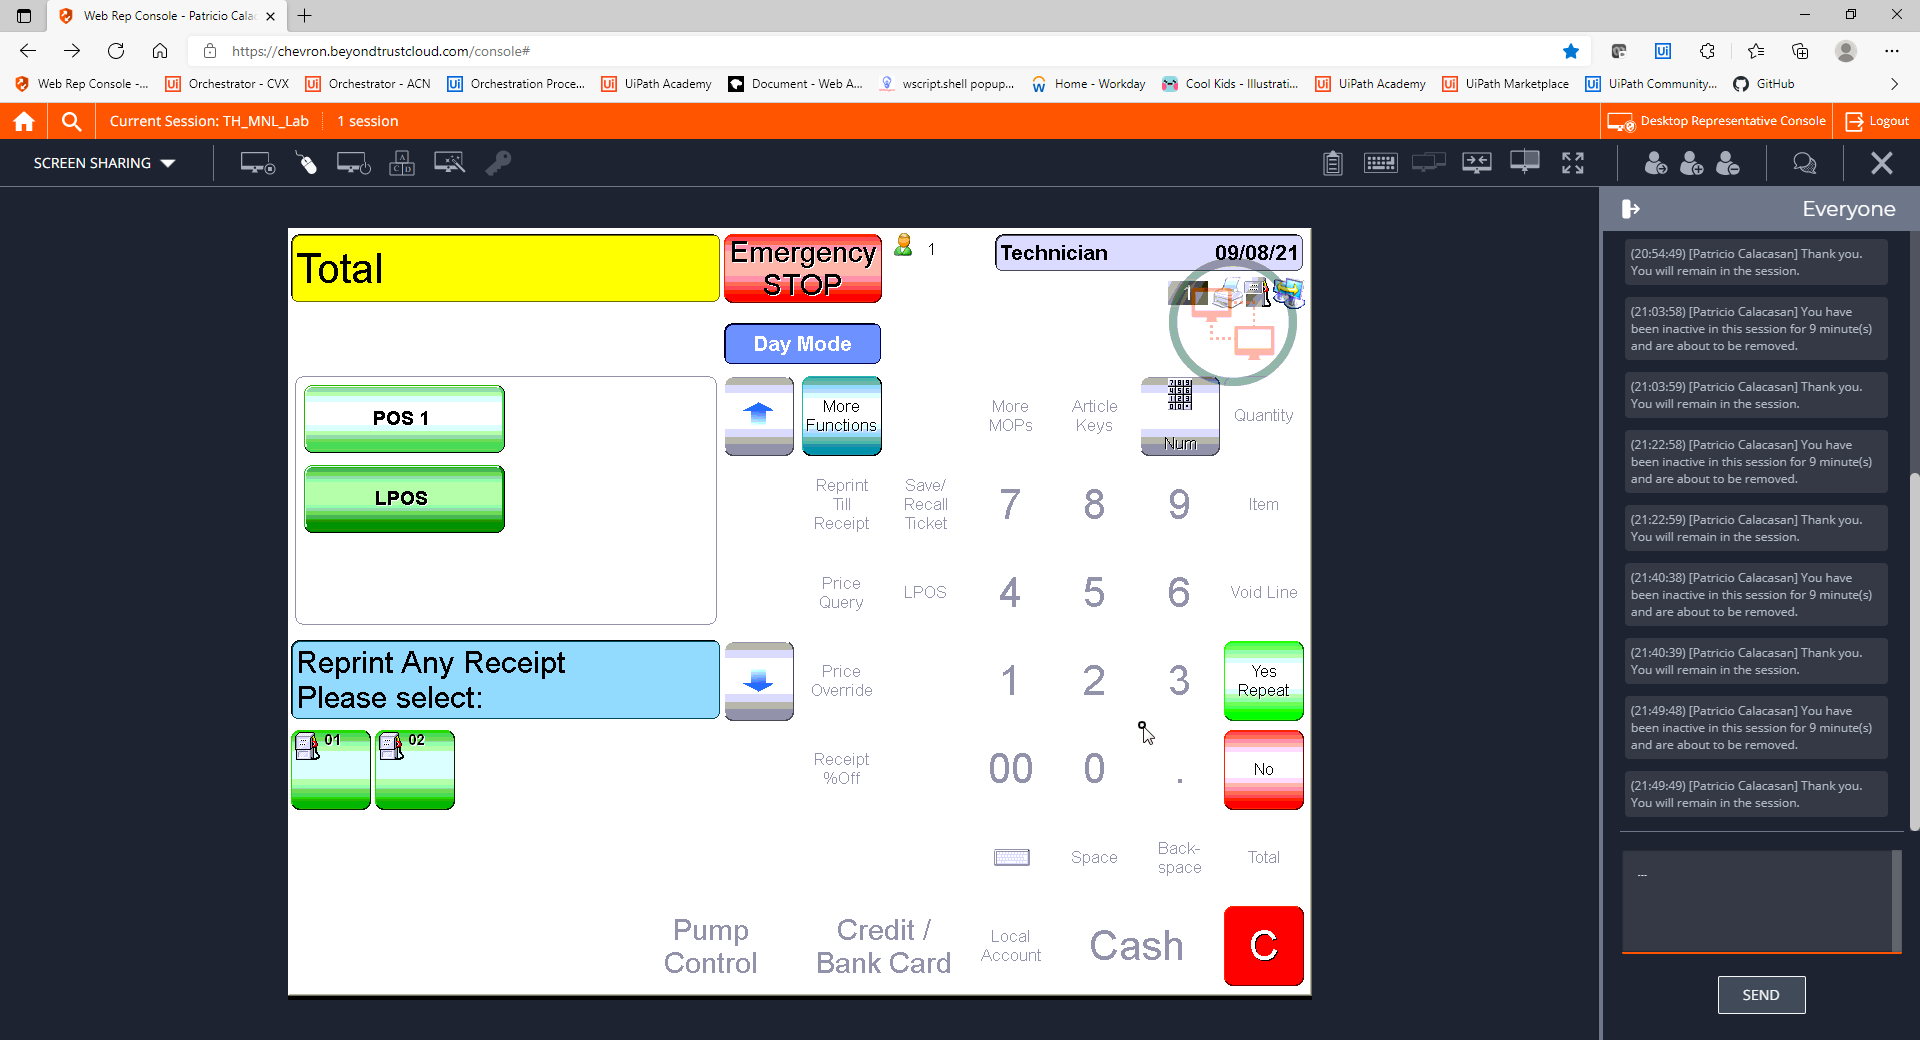 Web Rep Console - Patricio Cala
https://chevron.beyondtrustcloud.com/console#
Web Rep Console -...
Orchestrator - CVX
Orchestrator - ACN
Orchestration Proce...
UiPath Academy
Document - Web A...
wscript.shell popup...
Home - Workday
Cool Kids - Illustrati...
UiPath Academy
UiPath Marketplace
UiPath Community...
GitHub
Current Session: TH_MNL_Lab
1 session
Desktop Representative Console
Logout
SCREEN SHARING
Everyone
Total
Emergency
STOP
1
Technician 09/08/21
1
Day Mode
POS 1
LPOS
More
Functions
More
MOPs
Article
Keys
Num
Quantity
Reprint
Till
Receipt
Save/
Recall
Ticket
7
8
9
Item
Price
Query
LPOS
4
5
6
Void Line
Reprint Any Receipt
Please select:
Price
Override
1
2
3
Yes
Repeat
01
02
Receipt
%Off
00
0
.
No
Space
Back-
space
Total
Pump
Control
Credit /
Bank Card
Local
Account
Cash
C
(20:54:49) [Patricio Calacasan] Thank you.
You will remain in the session.
(21:03:58) [Patricio Calacasan] You have
been inactive in this session for 9 minute(s)
and are about to be removed.
(21:03:59) [Patricio Calacasan] Thank you.
You will remain in the session.
(21:22:58) [Patricio Calacasan] You have
been inactive in this session for 9 minute(s)
and are about to be removed.
(21:22:59) [Patricio Calacasan] Thank you.
You will remain in the session.
(21:40:38) [Patricio Calacasan] You have
been inactive in this session for 9 minute(s)
and are about to be removed.
(21:40:39) [Patricio Calacasan] Thank you.
You will remain in the session.
(21:49:48) [Patricio Calacasan] You have
been inactive in this session for 9 minute(s)
and are about to be removed.
(21:49:49) [Patricio Calacasan] Thank you.
You will remain in the session.
...
SEND